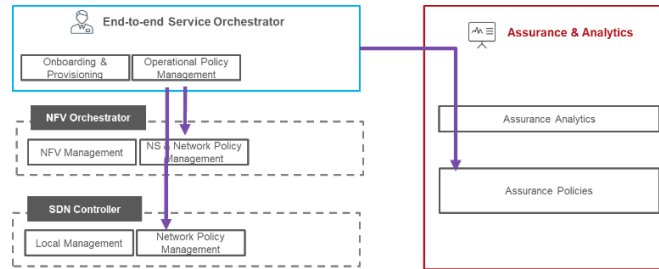 End-to-end Service Orchestrator
Onboarding &
Provisioning
Operational Policy
Management
NFV Orchestrator
NFV Management
NS & Network Policy
Management
SDN Controller
Local Management
Network Policy
Management
Assurance & Analytics
Assurance Analytics
Assurance Policies